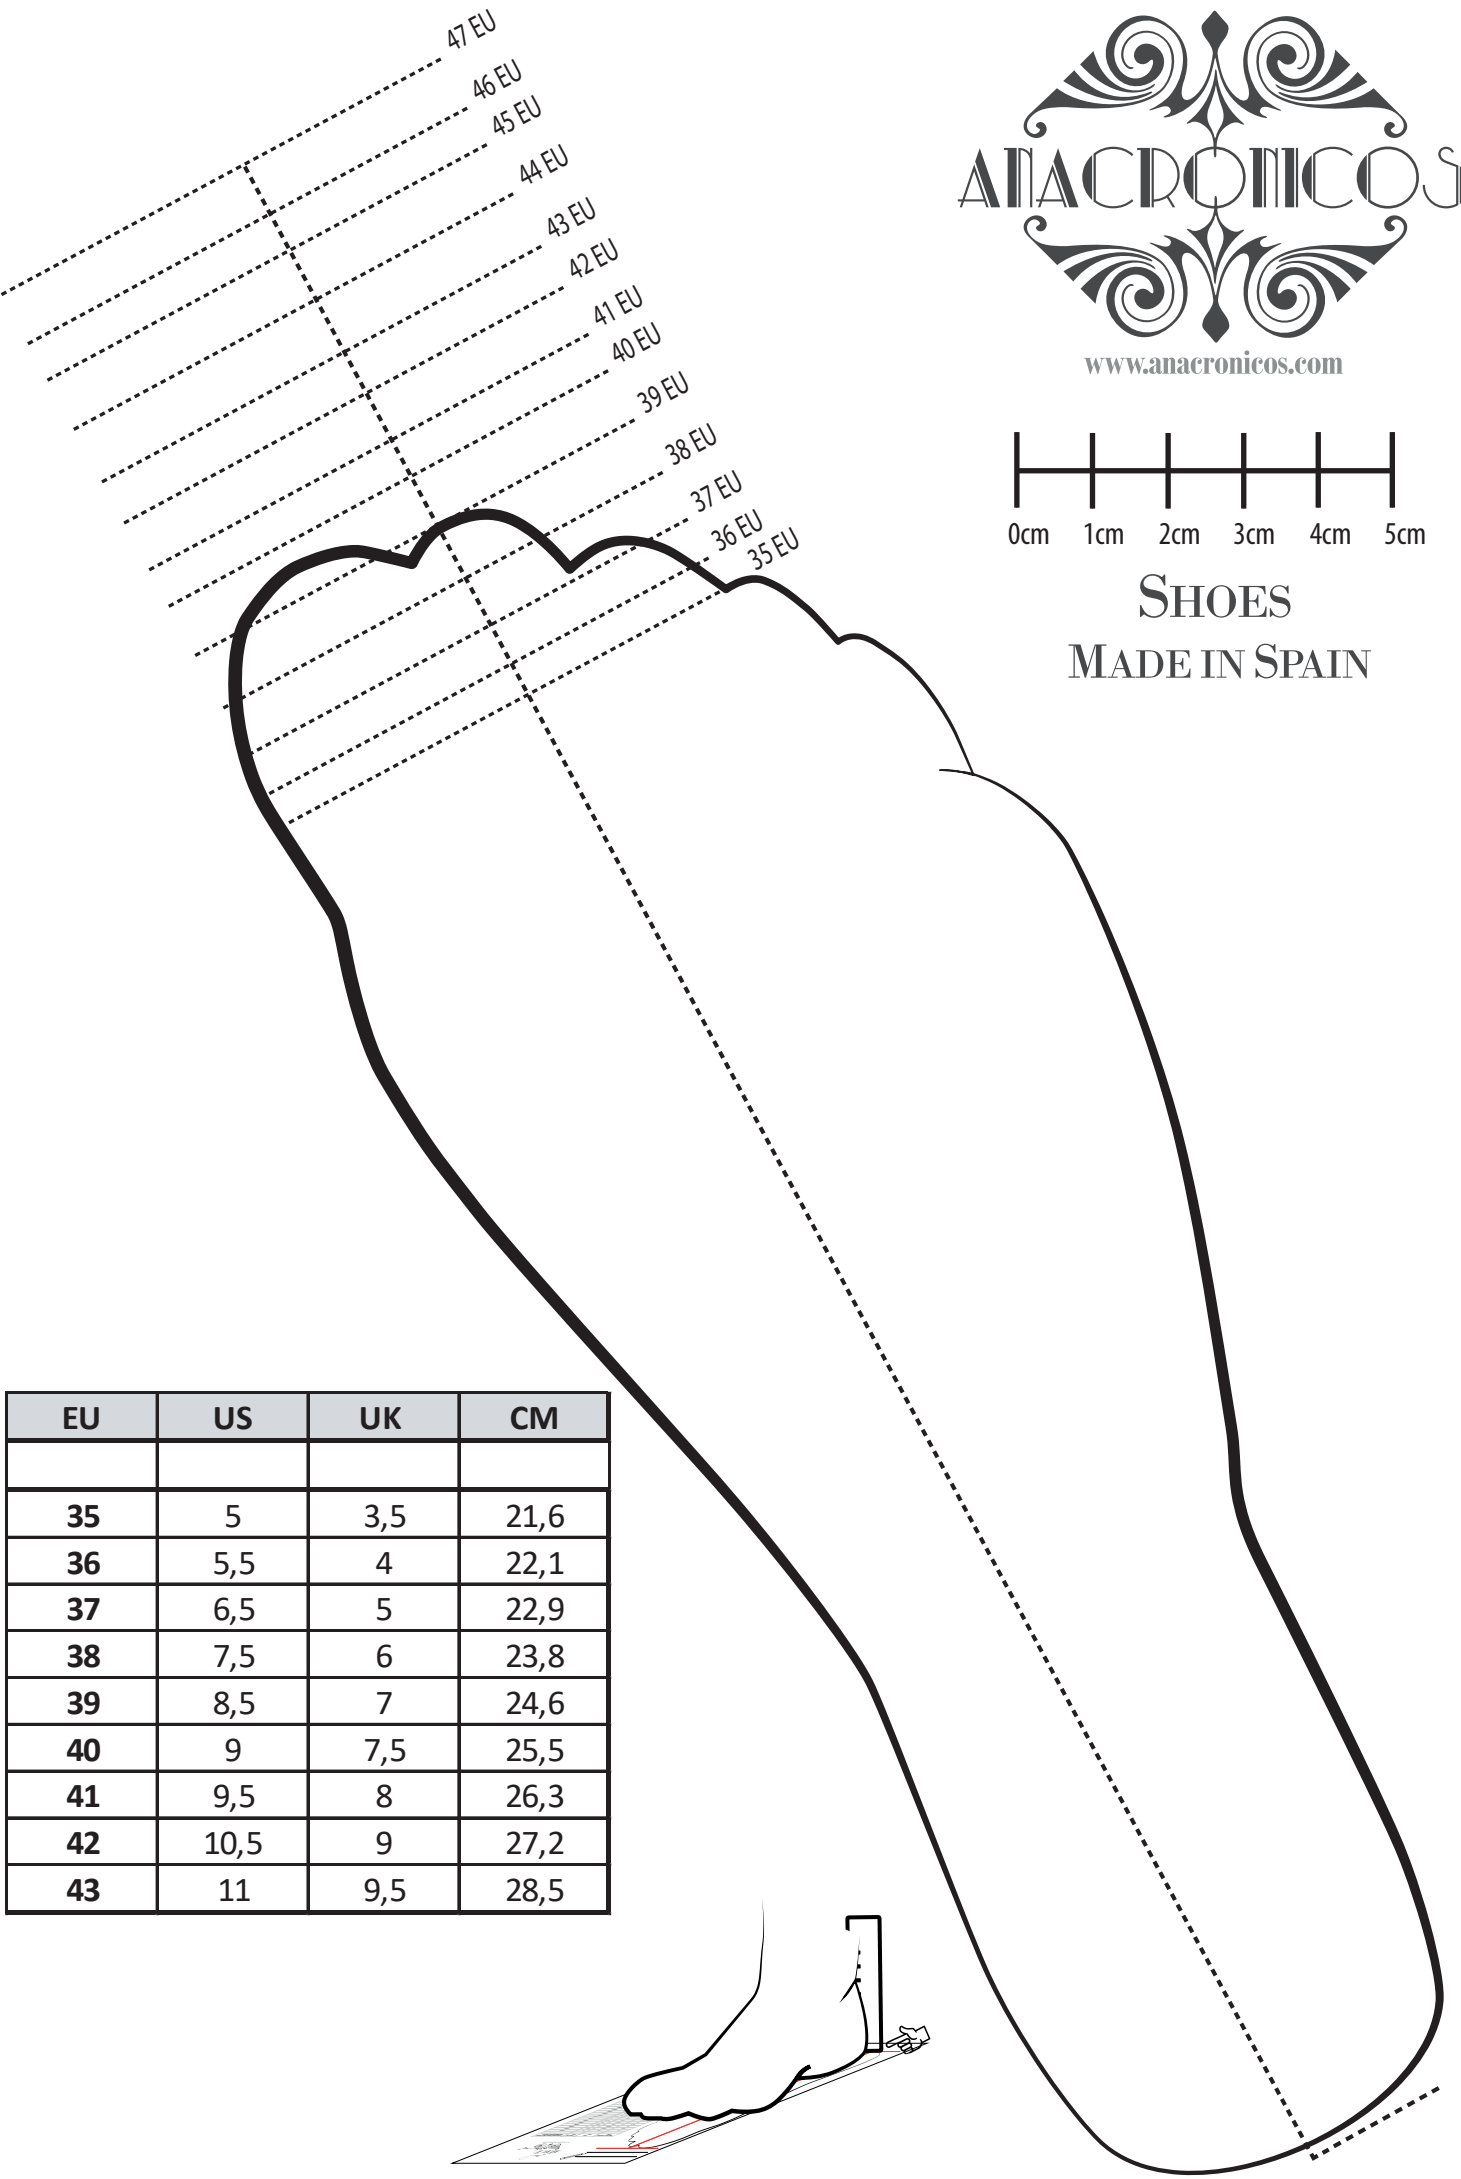 47 EU
46 EU
45 EU
44 EU
43 EU
42 EU
41 EU
40 EU
39 EU
38 EU
37 EU
36 EU
35 EU
ANACRONICOS
www.anacronicos.com
0cm 1cm 2cm 3cm 4cm 5cm
SHOES
MADE IN SPAIN
EU US UK CM
35 5 3,5 21,6
36 5,5 4 22,1
37 6,5 5 22,9
38 7,5 6 23,8
39 8,5 7 24,6
40 9 7,5 25,5
41 9,5 8 26,3
42 10,5 9 27,2
43 11 9,5 28,5